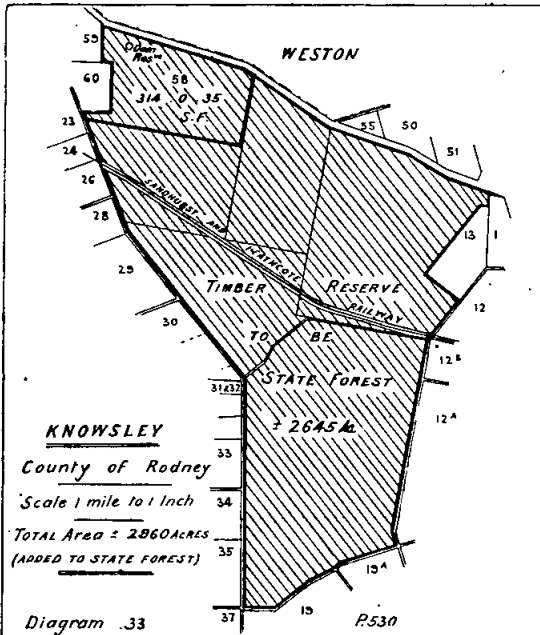 WESTON
59
Dam
Res.ve
60
58
314 . 0 . 35
S.F.
23
24
26
28
29
30
55
50
51
13
1
12
SANDHURST AND HEATHCOTE
RAILWAY
TIMBER RESERVE
TO BE
STATE FOREST
± 2645 Ac
12B
12A
31&32
33
34
35
37
19
19A
KNOWSLEY
County of Rodney
Scale 1 mile to 1 Inch
TOTAL AREA ± 2860 ACRES
(ADDED TO STATE FOREST)
Diagram .33
P.530